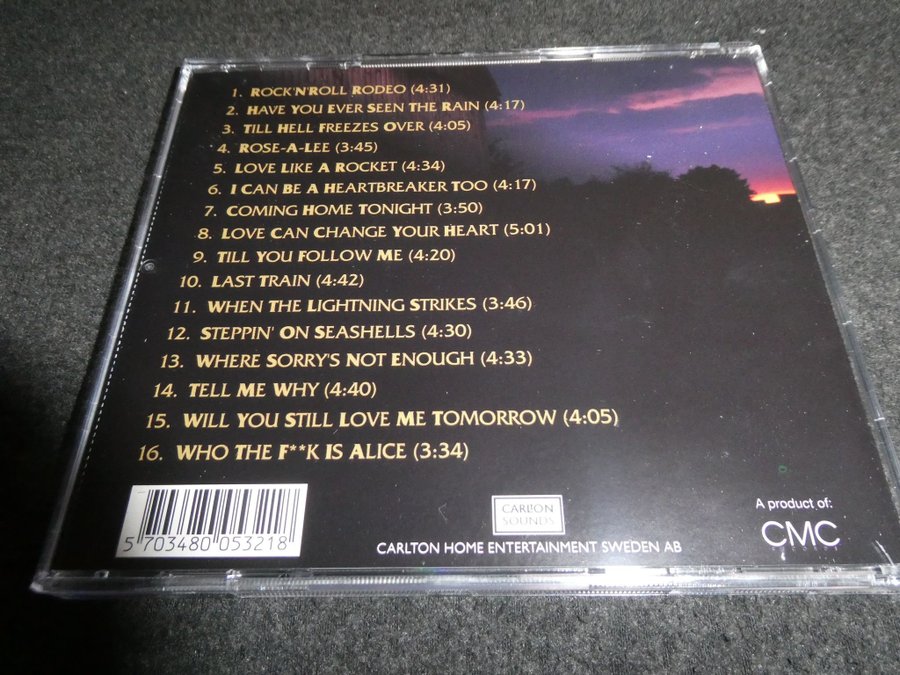 1. ROCK'N'ROLL RODEO (4:31)
2. HAVE YOU EVER SEEN THE RAIN (4:17)
3. TILL HELL FREEZES OVER (4:05)
4. ROSE-A-LEE (3:45)
5. LOVE LIKE A ROCKET (4:34)
6. I CAN BE A HEARTBREAKER TOO (4:17)
7. COMING HOME TONIGHT (3:50)
8. LOVE CAN CHANGE YOUR HEART (5:01)
9. TILL YOU FOLLOW ME (4:20)
10. LAST TRAIN (4:42)
11. WHEN THE LIGHTNING STRIKES (3:46)
12. STEPPIN' ON SEASHELLS (4:30)
13. WHERE SORRY'S NOT ENOUGH (4:33)
14. TELL ME WHY (4:40)
15. WILL YOU STILL LOVE ME TOMORROW (4:05)
16. WHO THE F**K IS ALICE (3:34)
5 703480 053218
CARLTON
SOUNDS
CARLTON HOME ENTERTAINMENT SWEDEN AB
A product of:
CMC